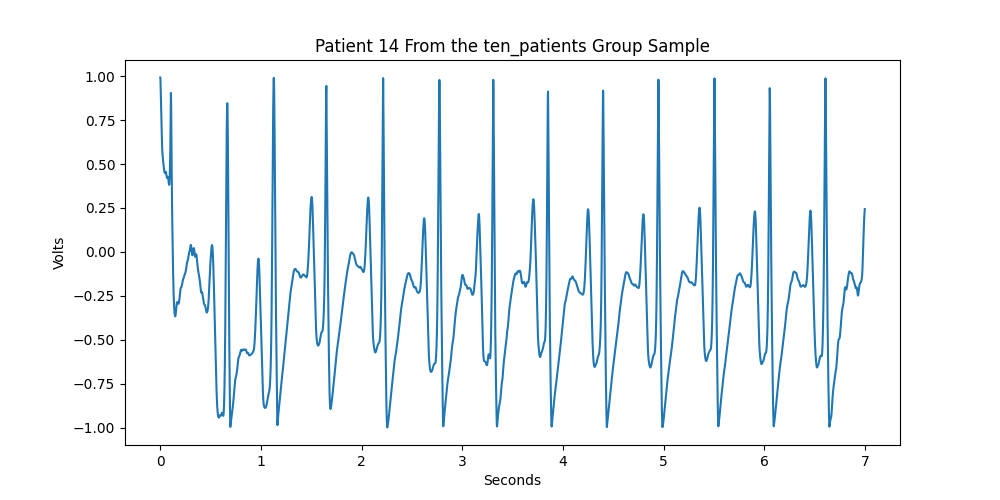 Patient 14 From the ten_patients Group Sample
1.00
0.75
0.50
0.25
0.00
−0.25
−0.50
−0.75
−1.00
Volts
0 1 2 3 4 5 6 7
Seconds